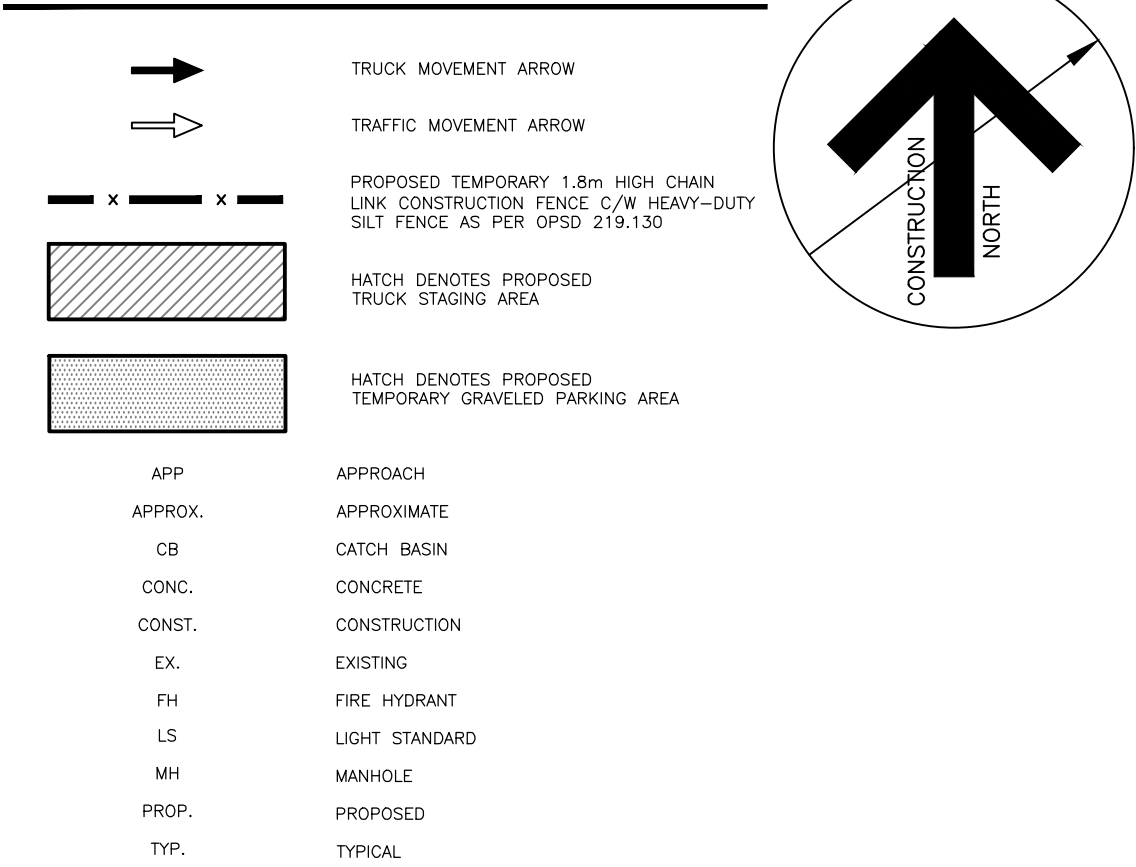 TRUCK MOVEMENT ARROW
TRAFFIC MOVEMENT ARROW
x x
PROPOSED TEMPORARY 1.8m HIGH CHAIN
LINK CONSTRUCTION FENCE C/W HEAVY-DUTY
SILT FENCE AS PER OPSD 219.130
HATCH DENOTES PROPOSED
TRUCK STAGING AREA
HATCH DENOTES PROPOSED
TEMPORARY GRAVELED PARKING AREA
APP APPROACH
APPROX. APPROXIMATE
CB CATCH BASIN
CONC. CONCRETE
CONST. CONSTRUCTION
EX. EXISTING
FH FIRE HYDRANT
LS LIGHT STANDARD
MH MANHOLE
PROP. PROPOSED
TYP. TYPICAL
CONSTRUCTION
NORTH